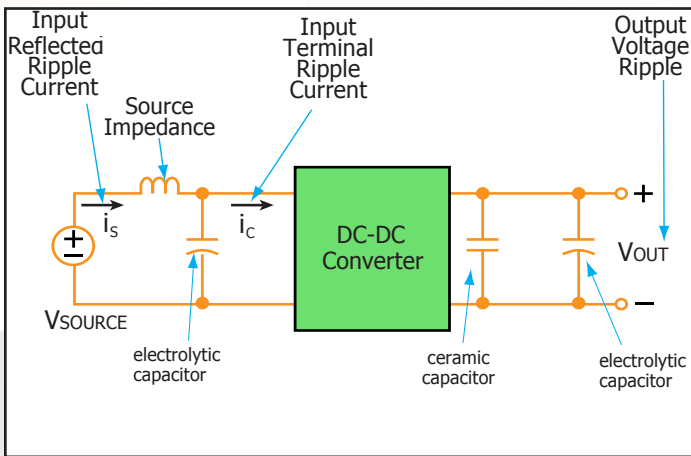 Input
Reflected
Ripple
Current
Source
Impedance
Input
Terminal
Ripple
Current
Output
Voltage
Ripple
iS
iC
+
−
VSOURCE
DC-DC
Converter
+
VOUT
−
electrolytic
capacitor
ceramic
capacitor
electrolytic
capacitor